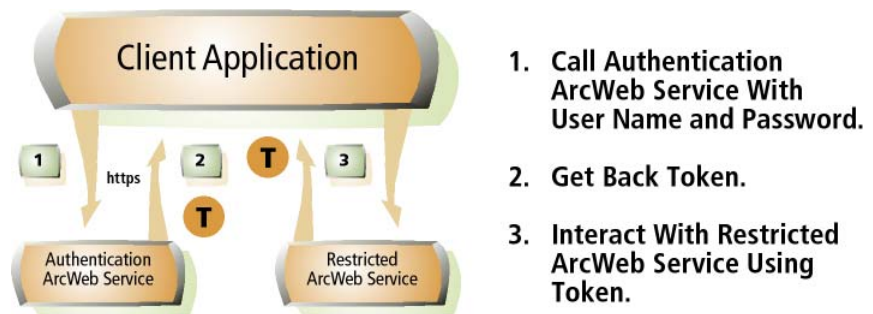 Client Application
1
https
2
T
T
3
Authentication
ArcWeb Service
Restricted
ArcWeb Service
1. Call Authentication
ArcWeb Service With
User Name and Password.
2. Get Back Token.
3. Interact With Restricted
ArcWeb Service Using
Token.